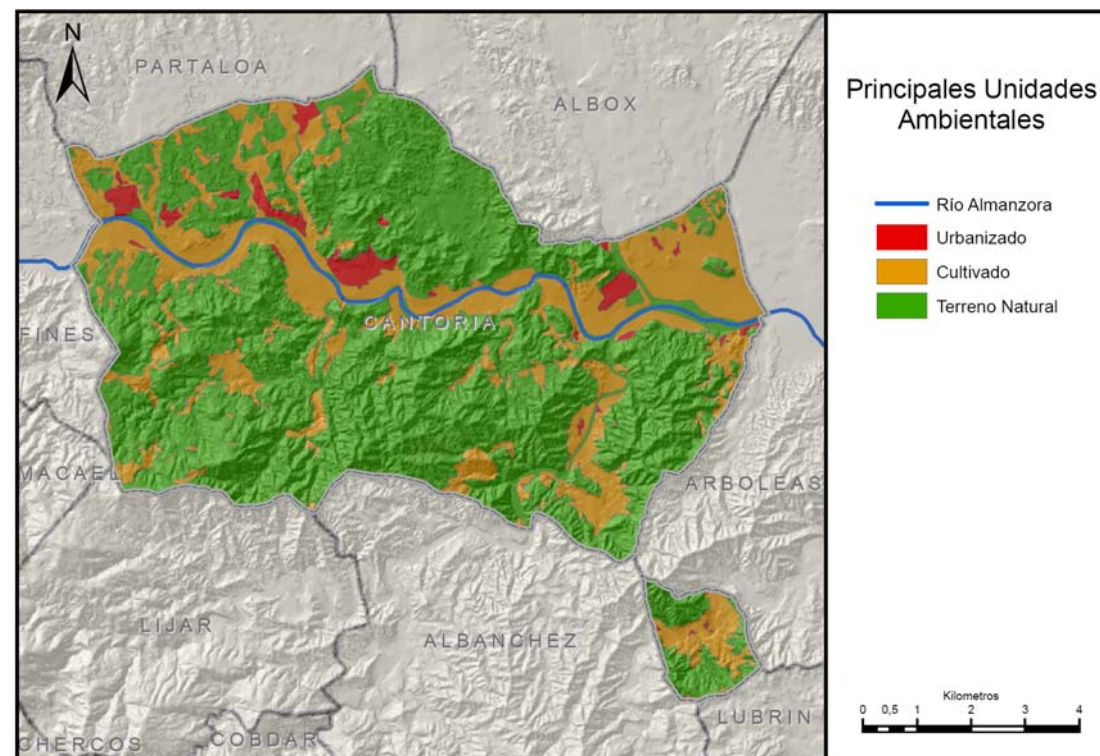 N
PARTALOA
ALBOX
CANTORIA
FINES
MACAEL
ARBOLEAS
LIJAR
ALBANCHEZ
LUBRIN
CHERCOS
COBDAR
Principales Unidades
Ambientales
Río Almanzora
Urbanizado
Cultivado
Terreno Natural
Kilometros
0 0,5 1 2 3 4